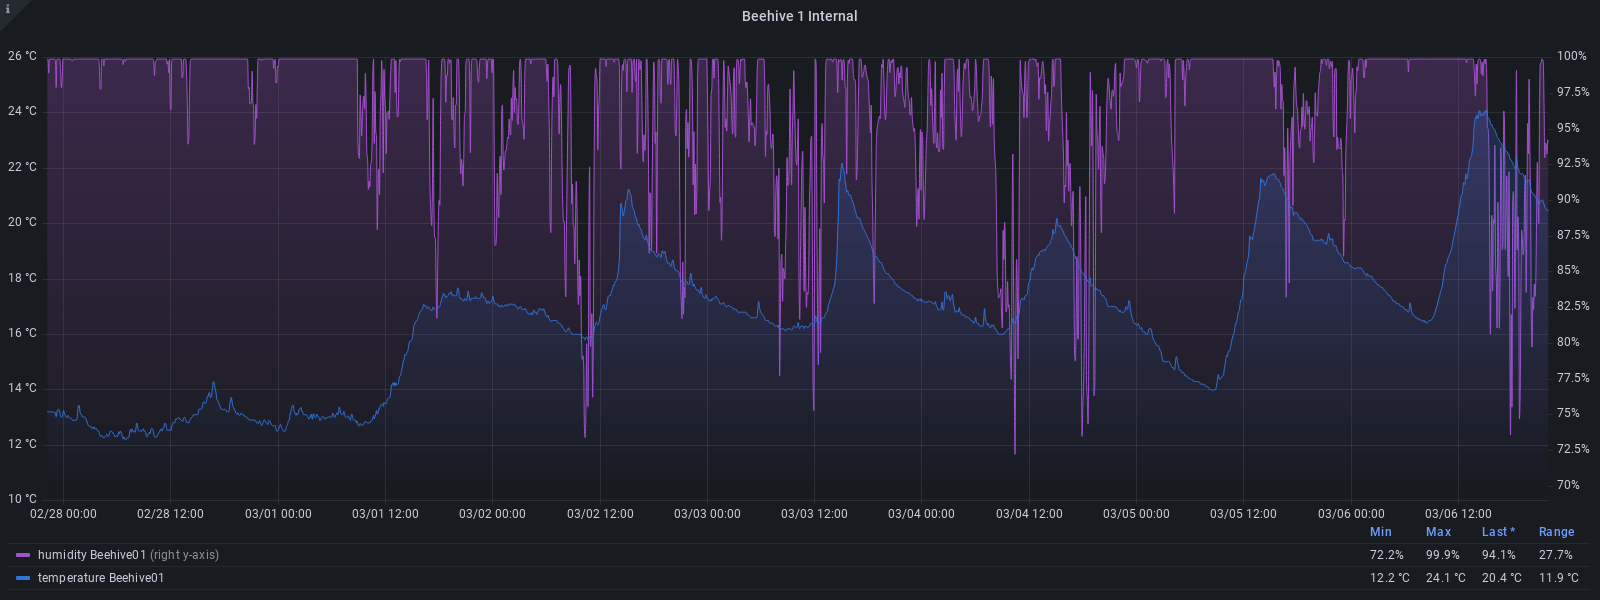 i
Beehive 1 Internal
26 °C 100%
97.5%
24 °C
95%
22 °C 92.5%
90%
20 °C
87.5%
18 °C 85%
82.5%
16 °C
80%
14 °C 77.5%
75%
12 °C
72.5%
10 °C 70%
02/28 00:00 02/28 12:00 03/01 00:00 03/01 12:00 03/02 00:00 03/02 12:00 03/03 00:00 03/03 12:00 03/04 00:00 03/04 12:00 03/05 00:00 03/05 12:00 03/06 00:00 03/06 12:00
Min Max Last * Range
humidity Beehive01 (right y-axis) 72.2% 99.9% 94.1% 27.7%
temperature Beehive01 12.2 °C 24.1 °C 20.4 °C 11.9 °C